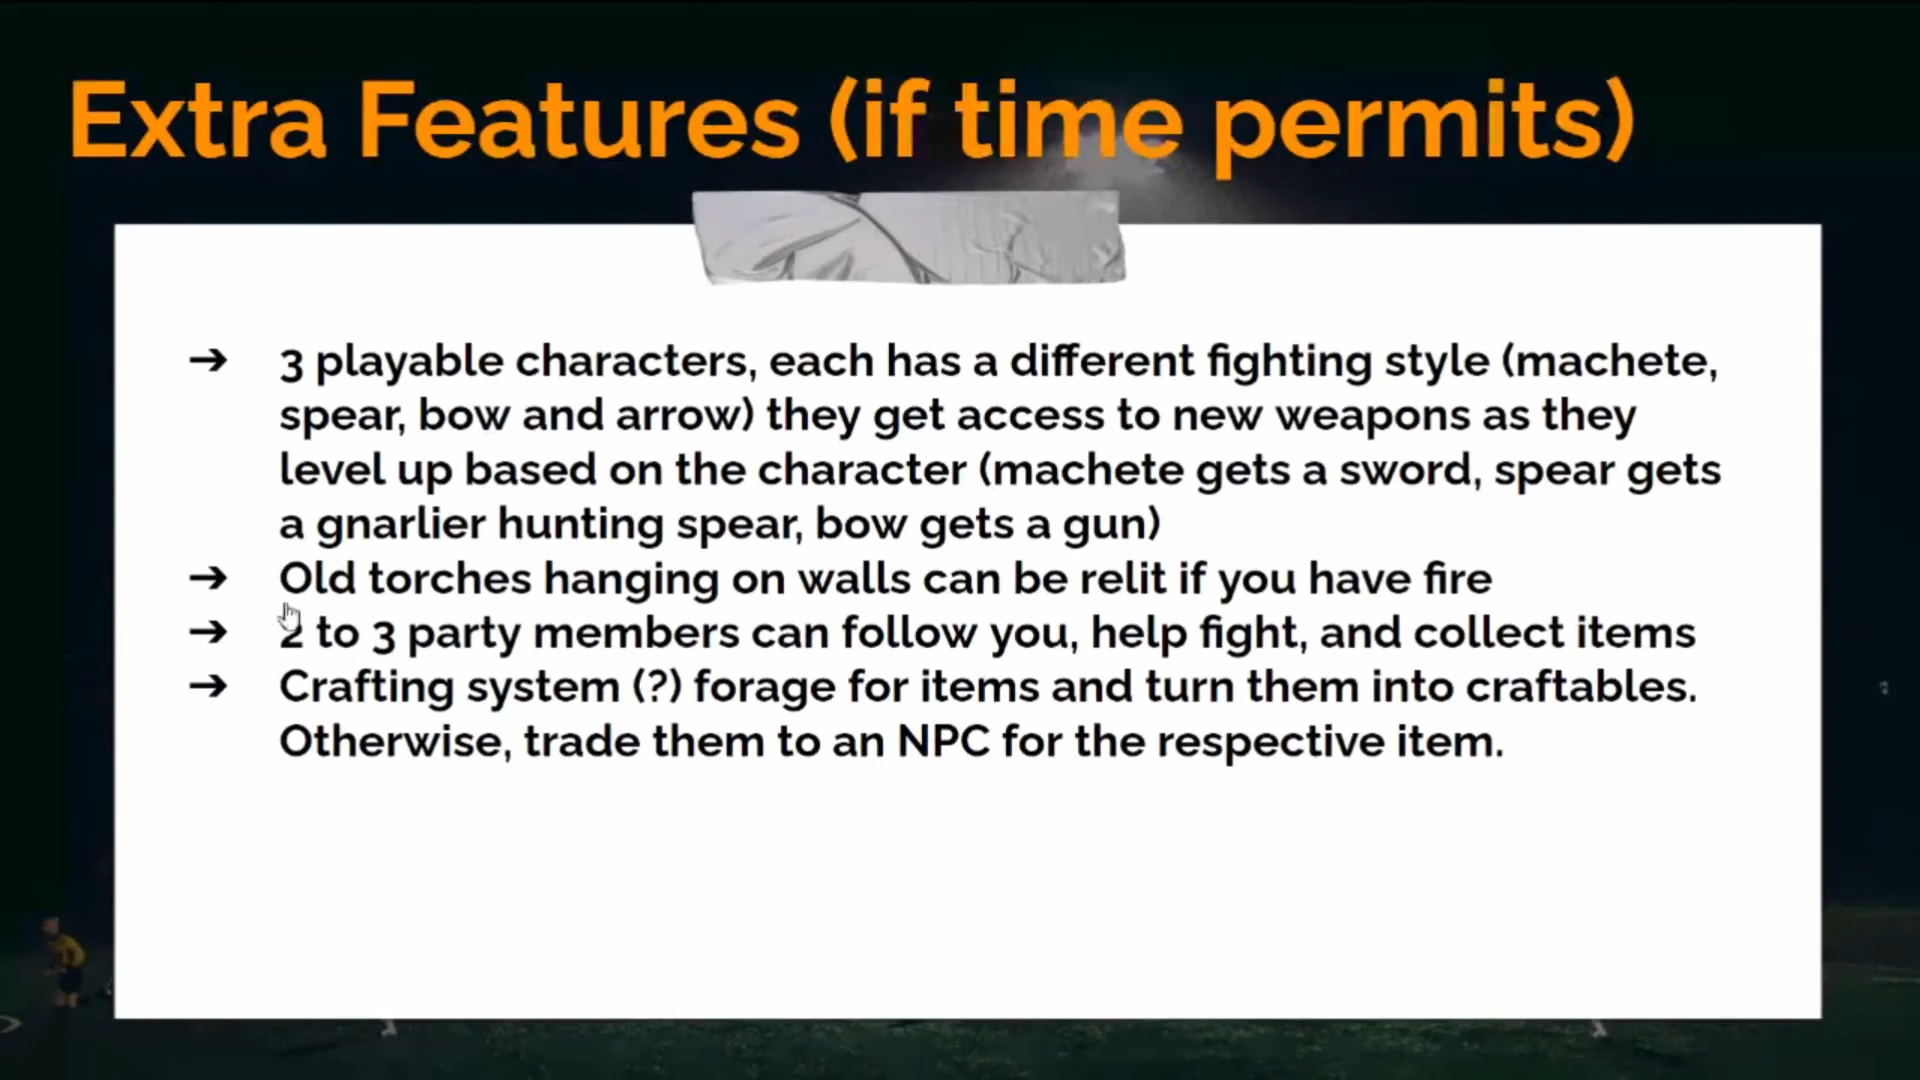 Extra Features (if time permits)
➔ 3 playable characters, each has a different fighting style (machete,
spear, bow and arrow) they get access to new weapons as they
level up based on the character (machete gets a sword, spear gets
a gnarlier hunting spear, bow gets a gun)
➔ Old torches hanging on walls can be relit if you have fire
➔ 2 to 3 party members can follow you, help fight, and collect items
➔ Crafting system (?) forage for items and turn them into craftables.
Otherwise, trade them to an NPC for the respective item.